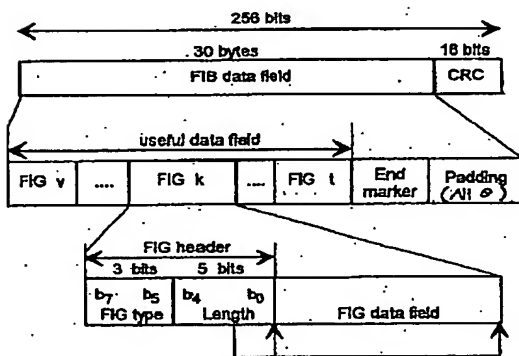 256 bits
30 bytes 16 bits
FIB data field CRC
useful data field
FIG v .... FIG k .... FIG t End marker Padding (All 0)
FIG header
3 bits 5 bits
b7 b5 b4 b0
FIG type Length FIG data field